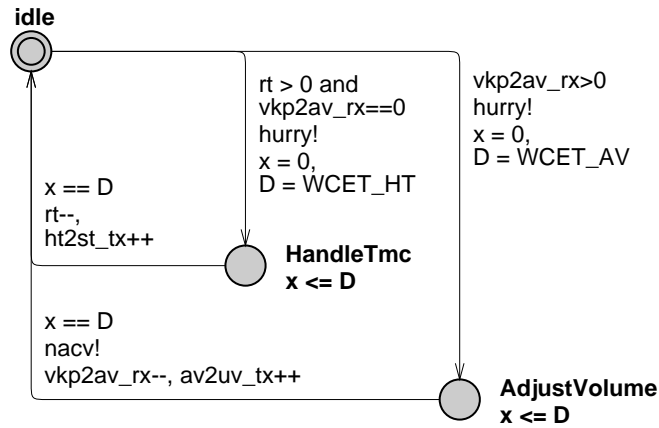 idle
rt > 0 and
vkp2av_rx==0
hurry!
x = 0,
D = WCET_HT
vkp2av_rx>0
hurry!
x = 0,
D = WCET_AV
x == D
rt--,
ht2st_tx++
HandleTmc
x <= D
x == D
nacv!
vkp2av_rx--, av2uv_tx++
AdjustVolume
x <= D